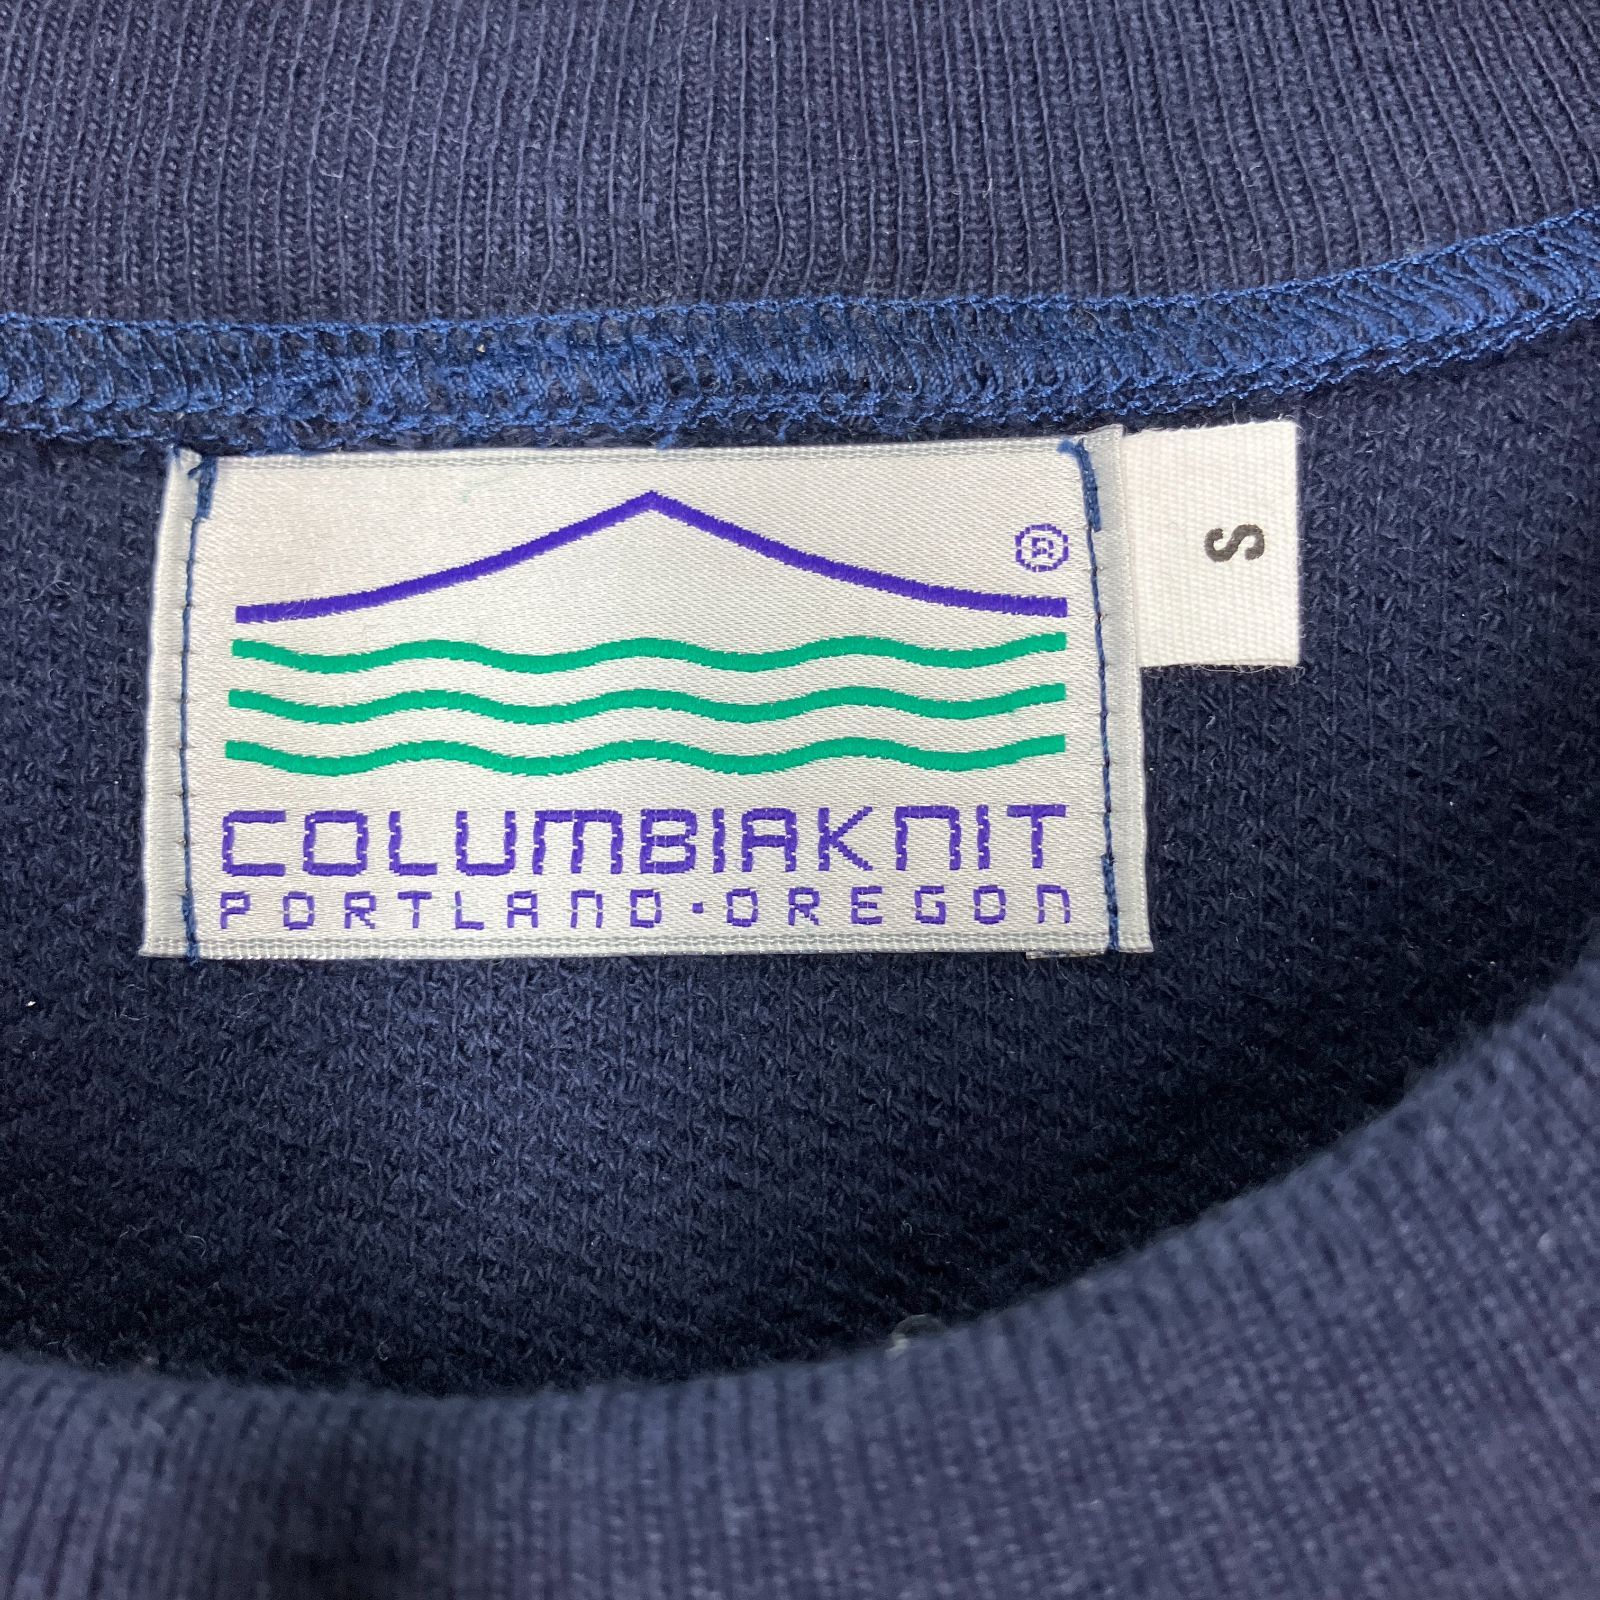 ®
S
COLUMBIAKNIT
PORTLAND·OREGON